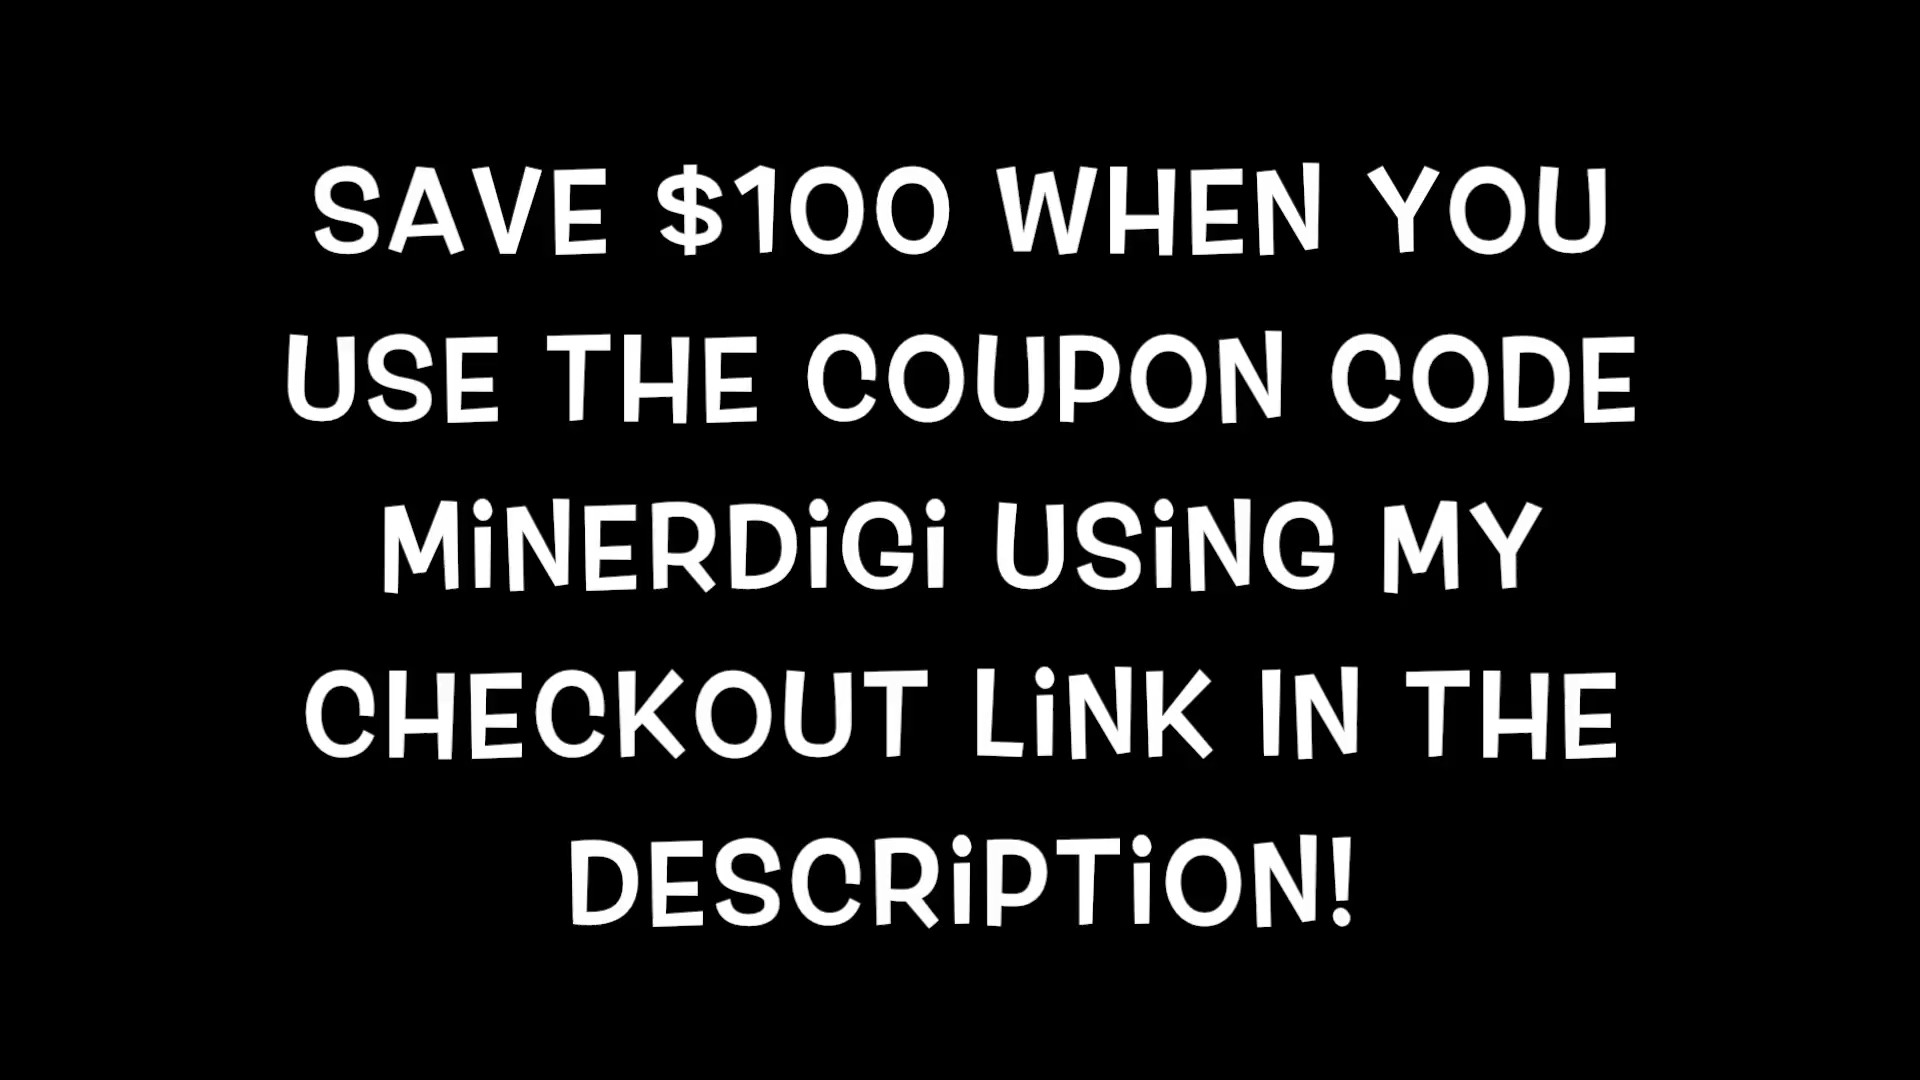 SAVE $100 WHEN YOU
USE THE COUPON CODE
MiNERDiGi USiNG MY
CHECKOUT LiNK IN THE
DESCRiPTiON!